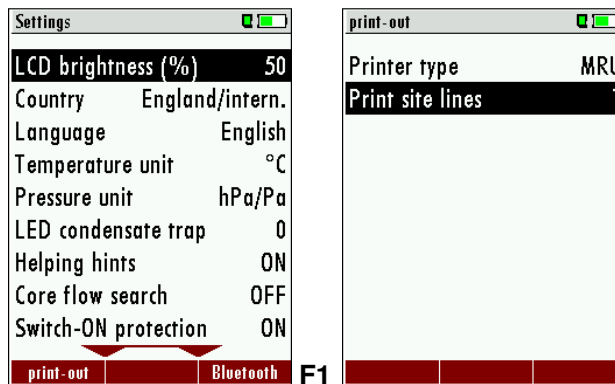 Settings
LCD brightness (%) 50
Country England/intern.
Language English
Temperature unit °C
Pressure unit hPa/Pa
LED condensate trap 0
Helping hints ON
Core flow search OFF
Switch-ON protection ON
print-out Bluetooth
F1
print-out
Printer type MRU
Print site lines